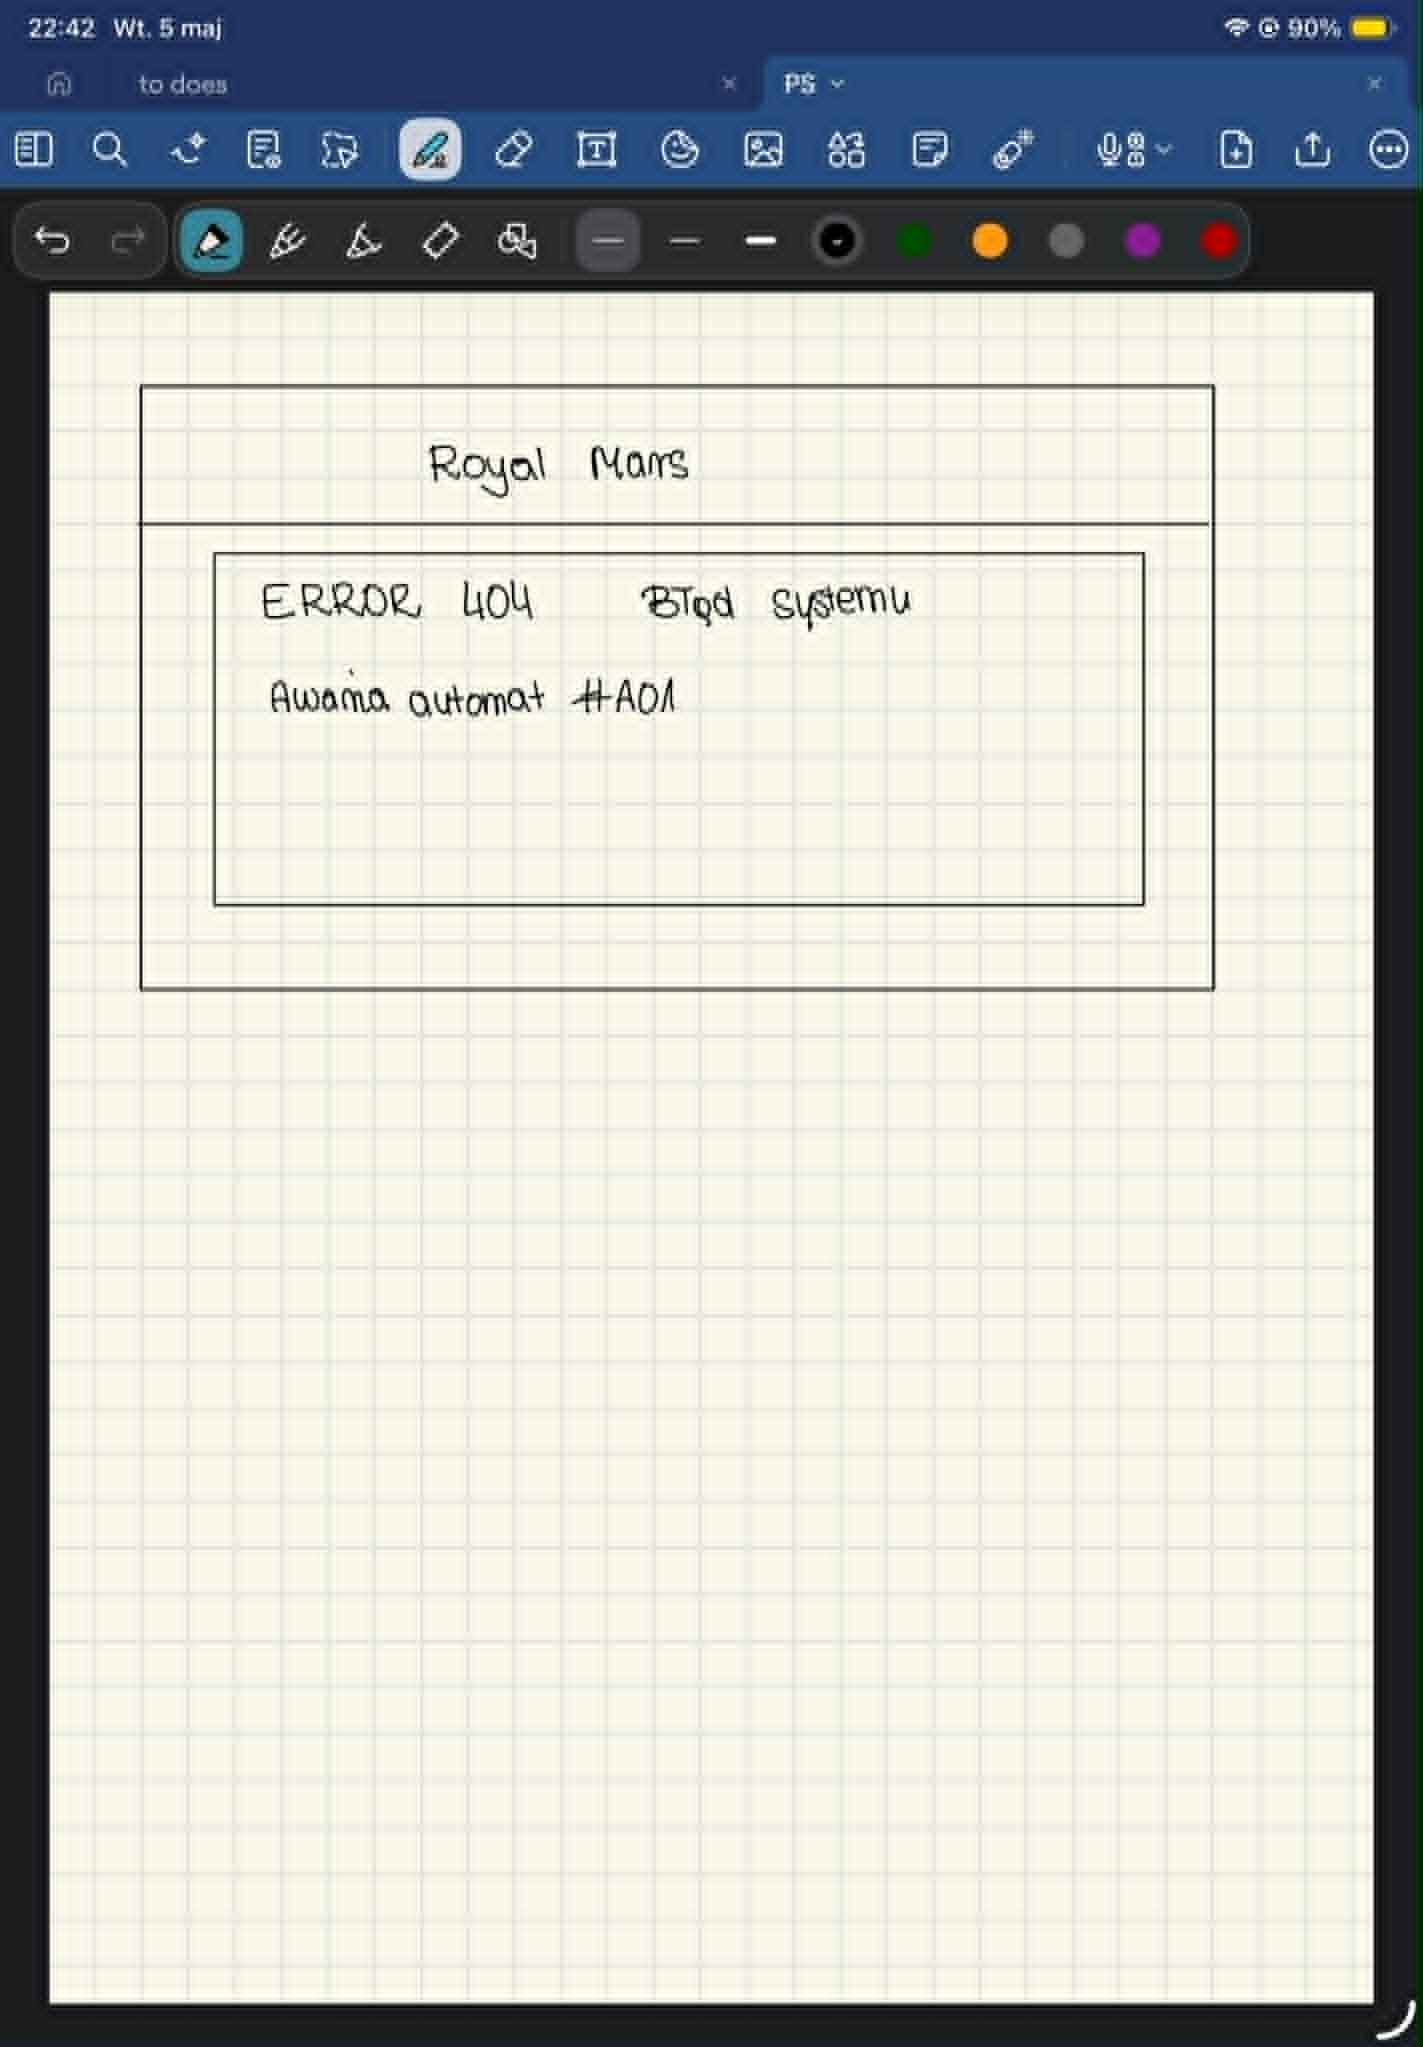 22:42 Wt. 5 maj 90%
to does
PS
Royal Mars
ERROR 404 Błąd systemu
Awaria automat #A01